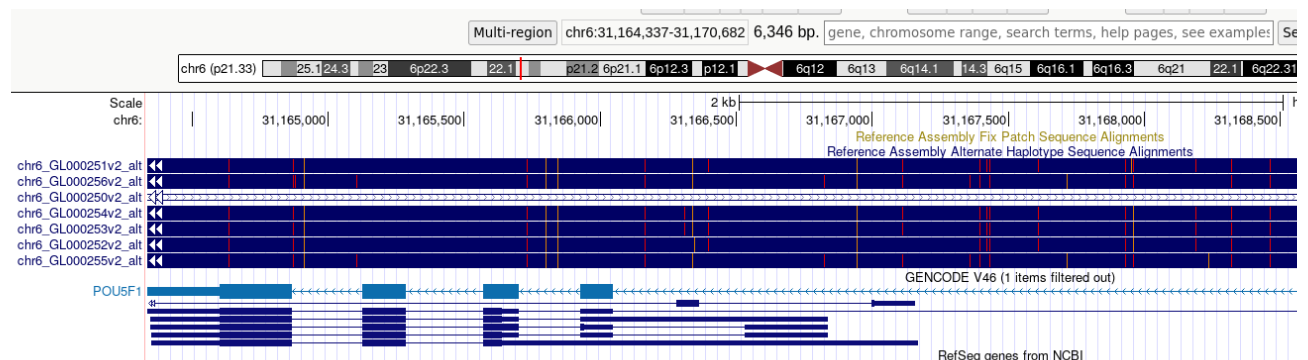 Multi-region chr6:31,164,337-31,170,682 6,346 bp. gene, chromosome range, search terms, help pages, see examples Se
chr6 (p21.33) 25.1 24.3 23 6p22.3 22.1 p21.2 6p21.1 6p12.3 p12.1 6q12 6q13 6q14.1 14.3 6q15 6q16.1 6q16.3 6q21 22.1 6q22.31
Scale 2 kb h
chr6: 31,165,000 31,165,500 31,166,000 31,166,500 31,167,000 31,167,500 31,168,000 31,168,500
Reference Assembly Fix Patch Sequence Alignments
Reference Assembly Alternate Haplotype Sequence Alignments
chr6_GL000251v2_alt
chr6_GL000256v2_alt
chr6_GL000250v2_alt
chr6_GL000254v2_alt
chr6_GL000253v2_alt
chr6_GL000252v2_alt
chr6_GL000255v2_alt
GENCODE V46 (1 items filtered out)
POU5F1
RefSeq genes from NCBI